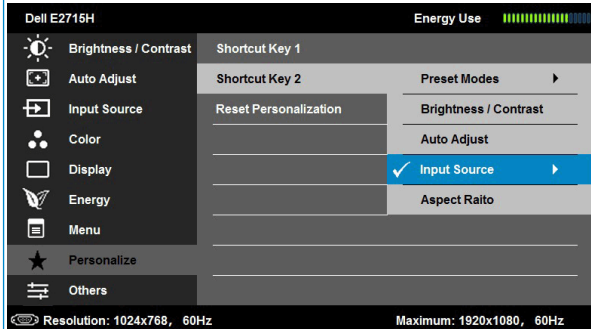 Dell E2715H Energy Use
Brightness / Contrast Shortcut Key 1
Auto Adjust Shortcut Key 2 Preset Modes
Input Source Reset Personalization Brightness / Contrast
Color Auto Adjust
Display Input Source
Energy Aspect Raito
Menu
Personalize
Others
Resolution: 1024x768, 60Hz Maximum: 1920x1080, 60Hz